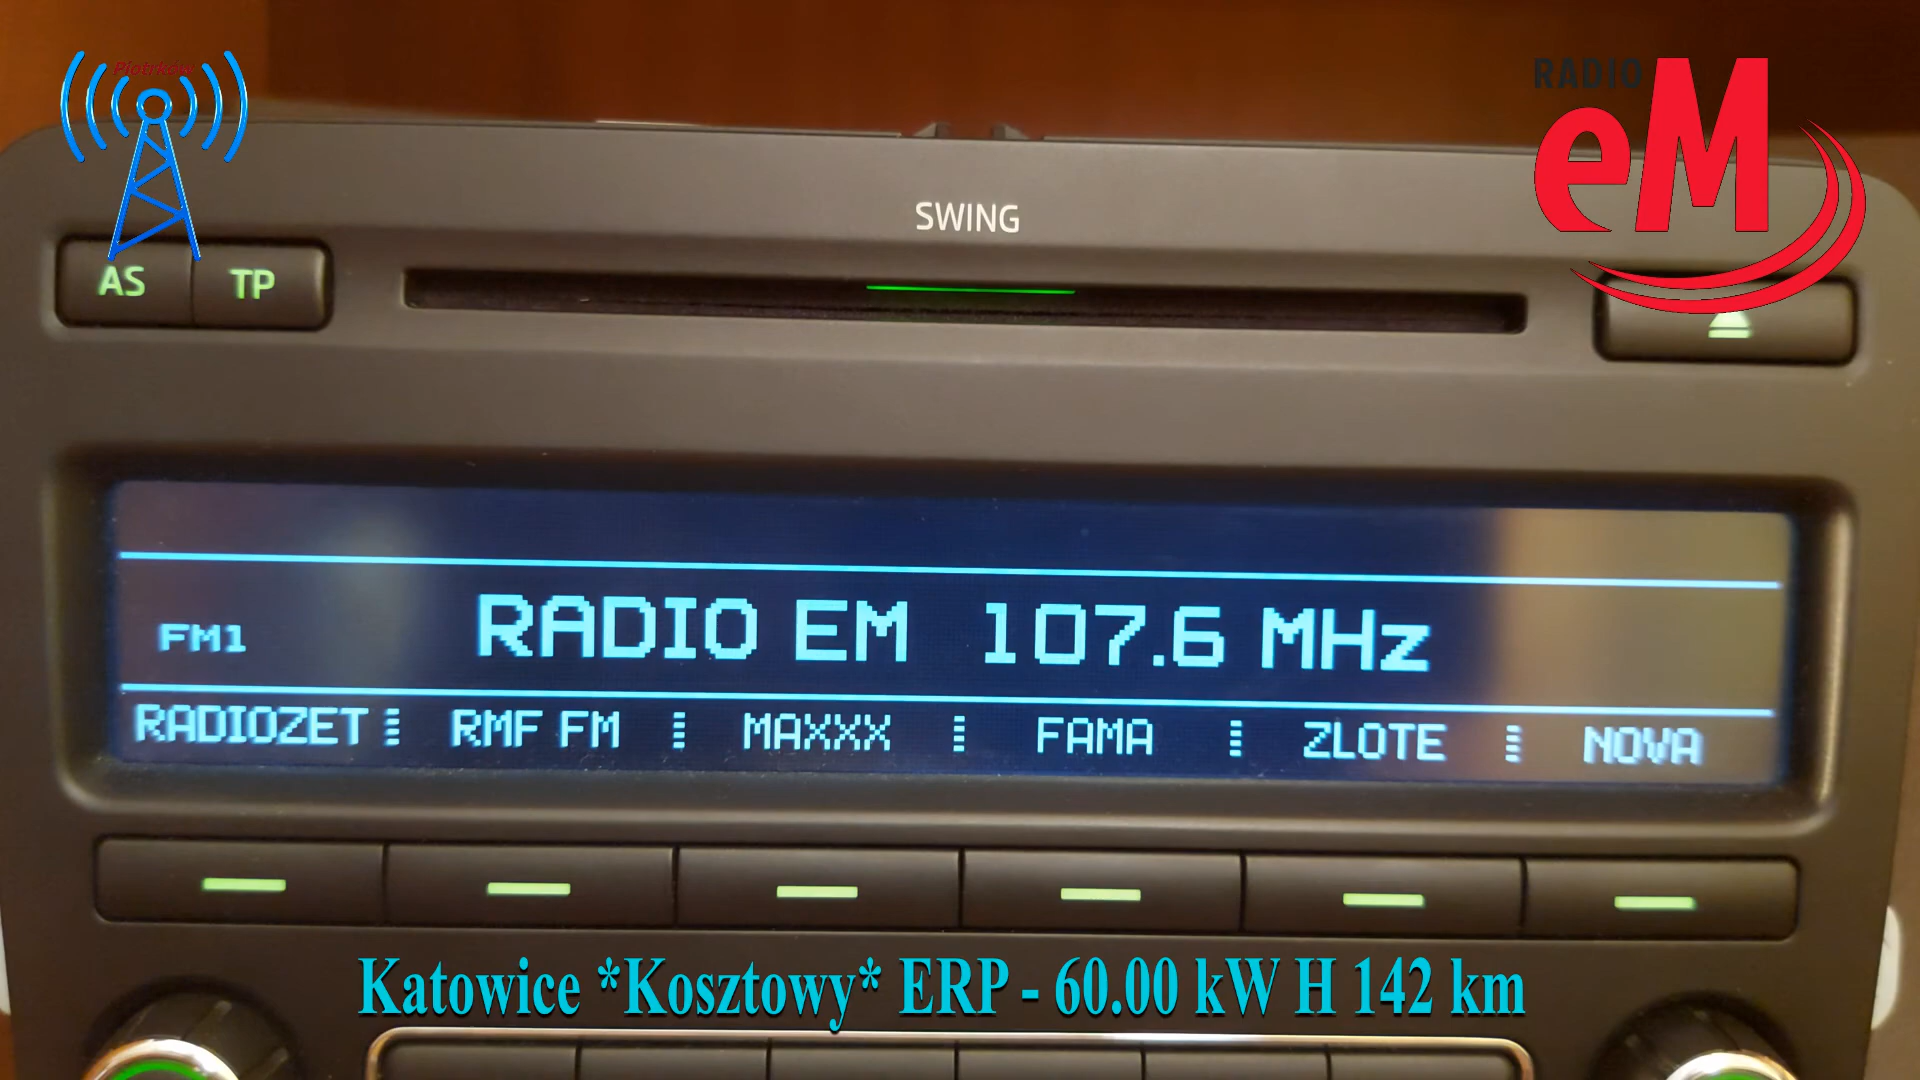 Piotrków
RADIO
eM
SWING
AS TP
RADIO EM 107.6 MHz
FM1
RADIOZET RMF FM MAXXX FAMA ZLOTE NOVA
Katowice *Kosztowy* ERP - 60.00 kW H 142 km